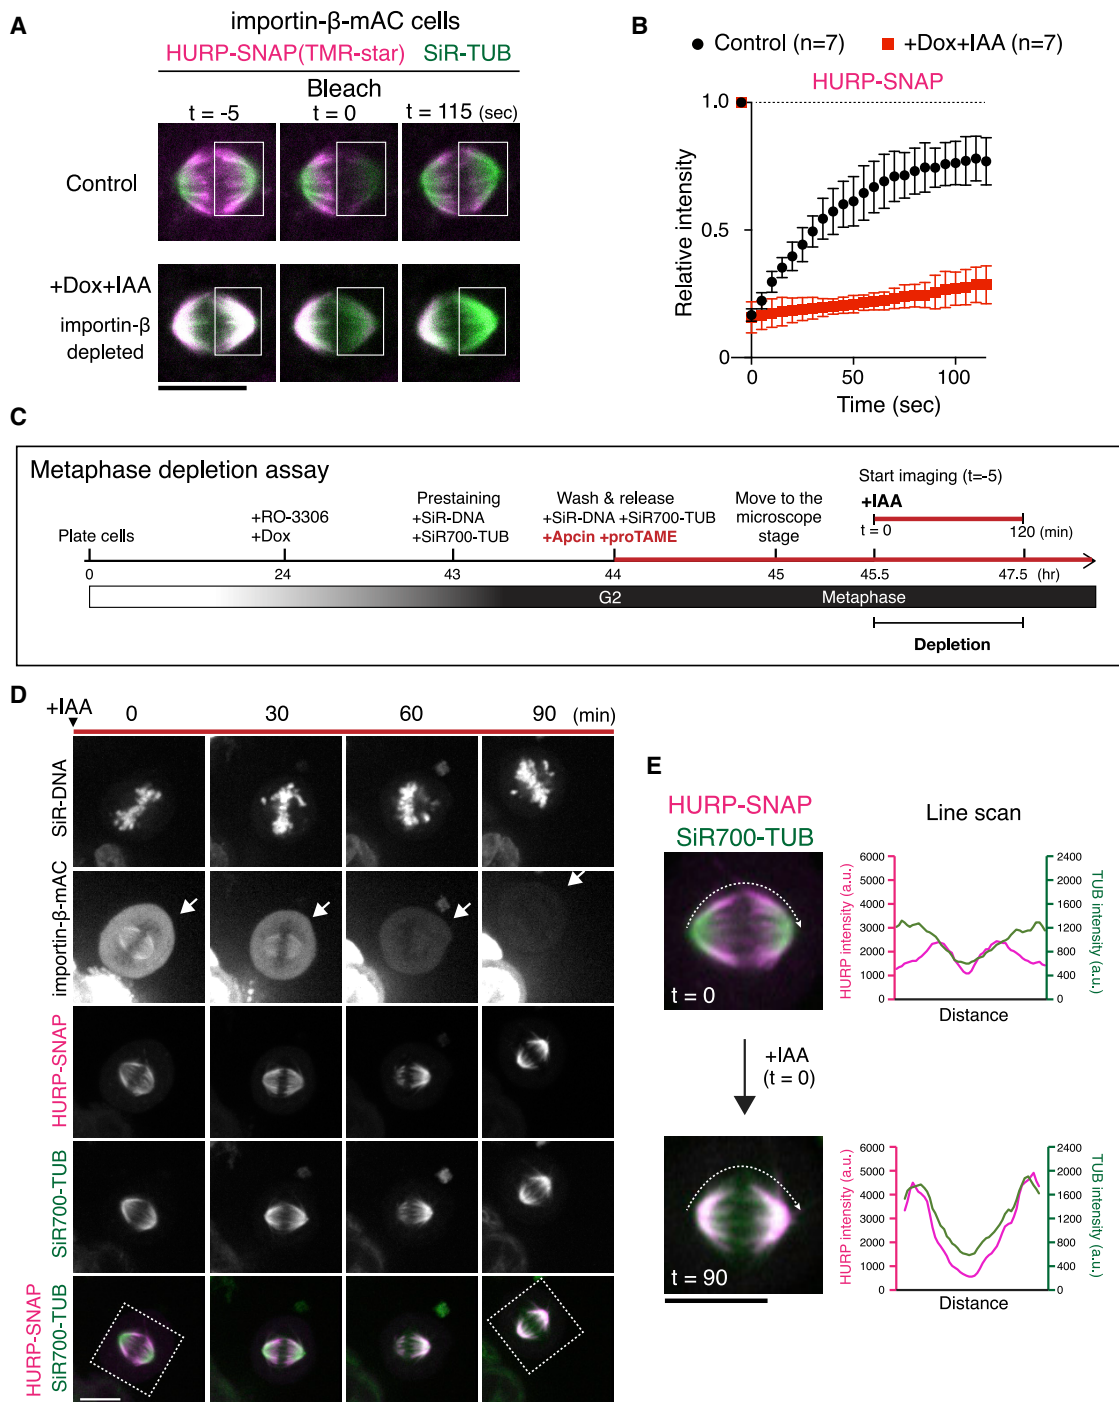 A
importin-β-mAC cells
HURP-SNAP(TMR-star) SiR-TUB
Bleach
t = -5 t = 0 t = 115 (sec)
Control
+Dox+IAA
importin-β
depleted
B
Control (n=7) +Dox+IAA (n=7)
HURP-SNAP
1.0
0.5
0
Relative intensity
0 50 100
Time (sec)
C
Metaphase depletion assay
Start imaging (t=-5)
+IAA
t = 0 120 (min)
Plate cells
+RO-3306
+Dox
Prestaining
+SiR-DNA
+SiR700-TUB
Wash & release
+SiR-DNA +SiR700-TUB
+Apcin +proTAME
Move to the
microscope
stage
0 24 43 44 45 45.5 47.5 (hr)
G2 Metaphase
Depletion
D
+IAA
0 30 60 90 (min)
SiR-DNA
importin-β-mAC
HURP-SNAP
SiR700-TUB
HURP-SNAP
SiR700-TUB
E
HURP-SNAP
SiR700-TUB
Line scan
t = 0
HURP intensity (a.u.)
6000
5000
4000
3000
2000
1000
0
2400
2000
1600
1200
800
400
0
TUB intensity (a.u.)
Distance
+IAA
(t = 0)
t = 90
HURP intensity (a.u.)
6000
5000
4000
3000
2000
1000
0
2400
2000
1600
1200
800
400
0
TUB intensity (a.u.)
Distance